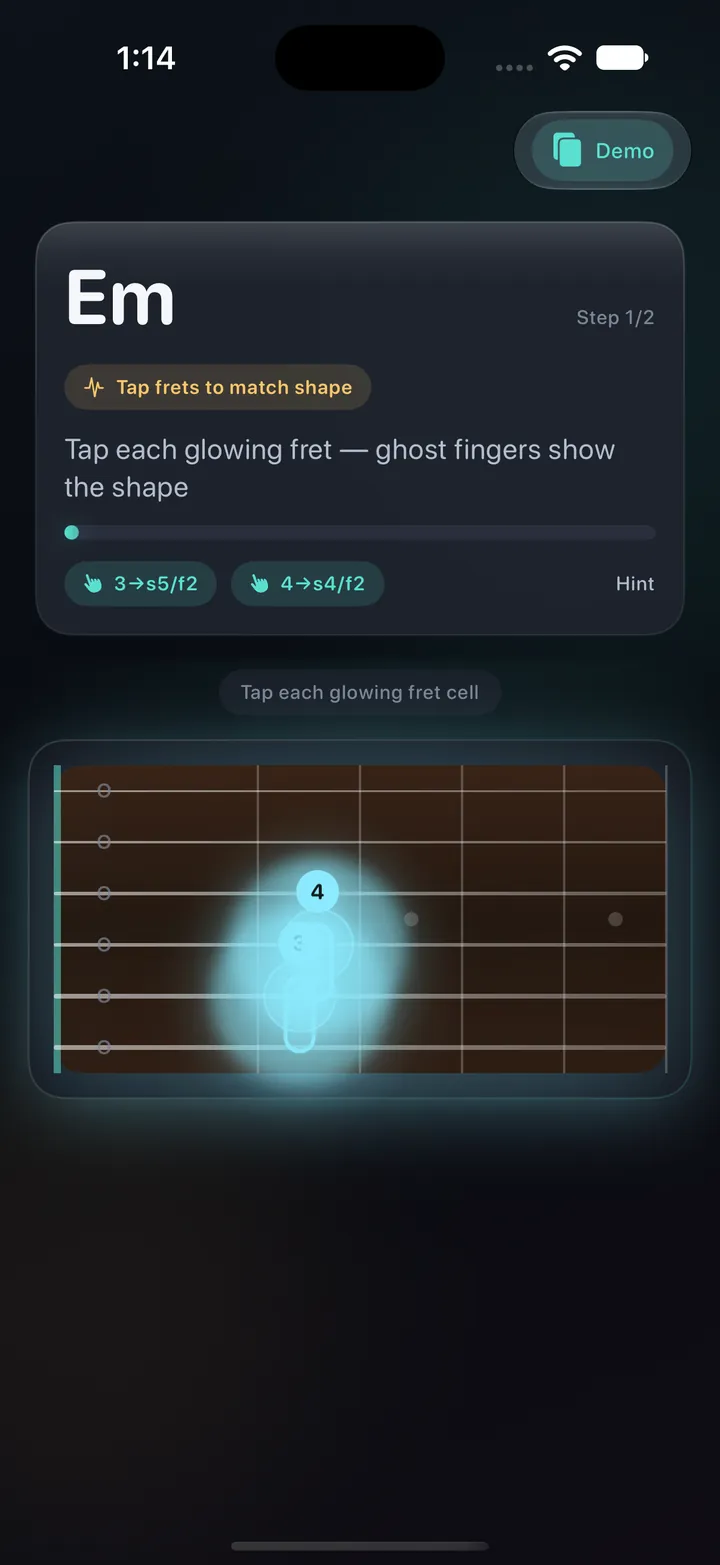 1:14
Demo
Em
Step 1/2
Tap frets to match shape
Tap each glowing fret — ghost fingers show
the shape
3→s5/f2
4→s4/f2
Hint
Tap each glowing fret cell
O
O
O
4
O
3
O
O